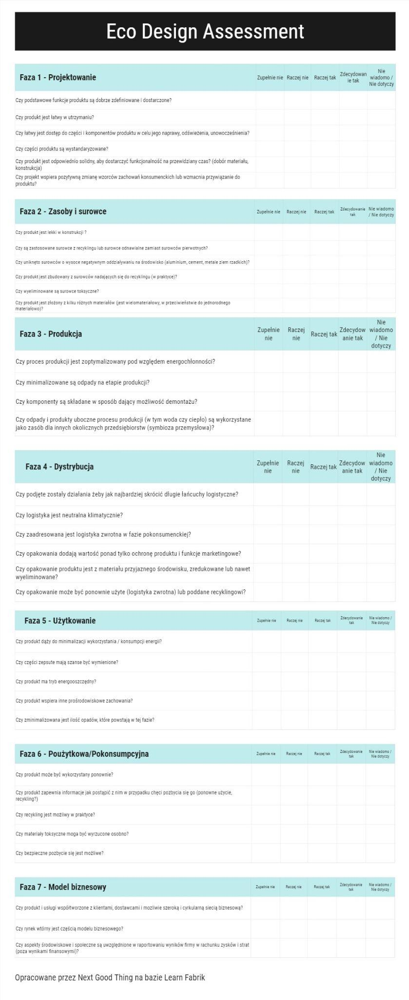 Eco Design Assessment
Faza 1 - Projektowanie
Zupełnie nie
Raczej nie
Raczej tak
Zdecydowan
ie tak
Nie
wiadomo /
Nie dotyczy
Czy podstawowe funkcje produktu są dobrze zdefiniowane i dostarczone?
Czy produkt jest łatwy w utrzymaniu?
Czy łatwy jest dostęp do części i komponentów produktu w celu jego naprawy, odświeżenia, unowocześnienia?
Czy części produktu są wystandaryzowane?
Czy produkt jest odpowiednio solidny, aby dostarczyć funkcjonalność na przewidziany czas? (dobór materiału,
konstrukcja)
Czy projekt wspiera pozytywną zmianę wzorców zachowań konsumenckich lub wzmacnia przywiązanie do
produktu?
Faza 2 - Zasoby i surowce
Zupełnie nie
Raczej nie
Raczej tak
Zdecydowanie
tak
Nie wiadomo
/ Nie dotyczy
Czy produkt jest lekki w konstrukcji ?
Czy są zastosowane surowce z recyklingu lub surowce odnawialne zamiast surowców pierwotnych?
Czy uniknęto surowców o wysoce negatywnym oddziaływaniu na środowisko (aluminium, cement, metale ziem rzadkich)?
Czy produkt jest zbudowany z surowców nadających się do recyklingu (w praktyce)?
Czy wyeliminowane są surowce toksyczne?
Czy produkt jest złożony z kilku różnych materiałów (jest wielomateriałowy, w przeciwieństwie do jednorodnego
materiałowo)?
Faza 3 - Produkcja
Zupełnie
nie
Raczej
nie
Raczej tak
Zdecydow
anie tak
Nie
wiadomo
/ Nie
dotyczy
Czy proces produkcji jest zoptymalizowany pod względem energochłonności?
Czy minimalizowane są odpady na etapie produkcji?
Czy komponenty są składane w sposób dający możliwość demontażu?
Czy odpady i produkty uboczne procesu produkcji (w tym woda czy ciepło) są wykorzystane
jako zasób dla innych okolicznych przedsiębiorstw (symbioza przemysłowa)?
Faza 4 - Dystrybucja
Zupełnie
nie
Raczej
nie
Raczej tak
Zdecydow
anie tak
Nie
wiadomo
/ Nie
dotyczy
Czy podjęte zostały działania żeby jak najbardziej skrócić długie łańcuchy logistyczne?
Czy logistyka jest neutralna klimatycznie?
Czy zaadresowana jest logistyka zwrotna w fazie pokonsumenckiej?
Czy opakowania dodają wartość ponad tylko ochronę produktu i funkcje marketingowe?
Czy opakowanie produktu jest z materiału przyjaznego środowisku, zredukowane lub nawet
wyeliminowane?
Czy opakowanie może być ponownie użyte (logistyka zwrotna) lub poddane recyklingowi?
Faza 5 - Użytkowanie
Zupełnie nie
Raczej nie
Raczej tak
Zdecydowanie
tak
Nie wiadomo /
Nie dotyczy
Czy produkt dąży do minimalizacji wykorzystania / konsumpcji energii?
Czy części zepsute mają szanse być wymienione?
Czy produkt ma tryb energooszczędny?
Czy produkt wspiera inne prośrodowiskowe zachowania?
Czy zminimalizowana jest ilość opadów, które powstają w tej fazie?
Faza 6 - Poużytkowa/Pokonsumpcyjna
Zupełnie nie
Raczej nie
Raczej tak
Zdecydowanie
tak
Nie wiadomo /
Nie dotyczy
Czy produkt może być wykorzystany ponownie?
Czy produkt zapewnia informacje jak postąpić z nim w przypadku chęci pozbycia się go (ponowne użycie,
recykling?)
Czy recykling jest możliwy w praktyce?
Czy materiały toksyczne moga być wyrzucone osobno?
Czy bezpieczne pozbycie się jest możliwe?
Faza 7 - Model biznesowy
Zupełnie nie
Raczej nie
Raczej tak
Zdecydowanie
tak
Nie wiadomo /
Nie dotyczy
Czy produkt i usługi współtworzone z klientami, dostawcami i mozliwie szeroką i cyrkularną siecią biznesową?
Czy rynek wtórny jest częścią modelu biznesowego?
Czy aspekty środowiskowe i społeczne są uwzględnione w raportowaniu wyników firmy w rachunku zysków i strat
(poza wynikami finansowymi)?
Opracowane przez Next Good Thing na bazie Learn Fabrik